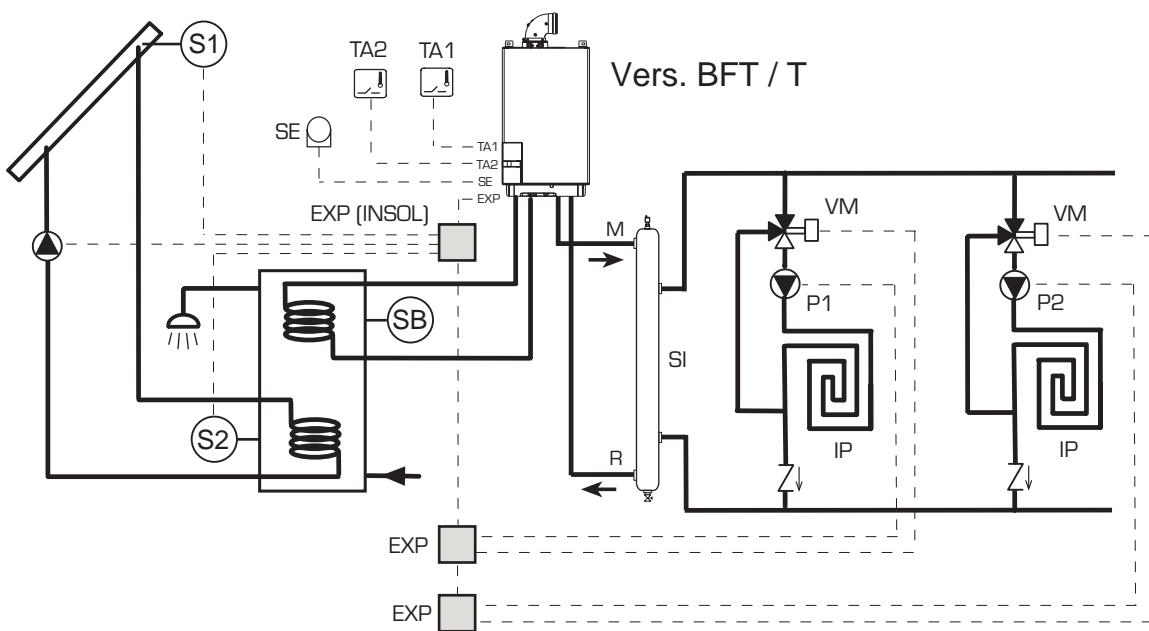 S1
TA2
TA1
Vers. BFT / T
SE
TA1
TA2
SE
EXP
EXP (INSOL)
M
VM
VM
SB
P1
P2
SI
S2
R
IP
IP
EXP
EXP